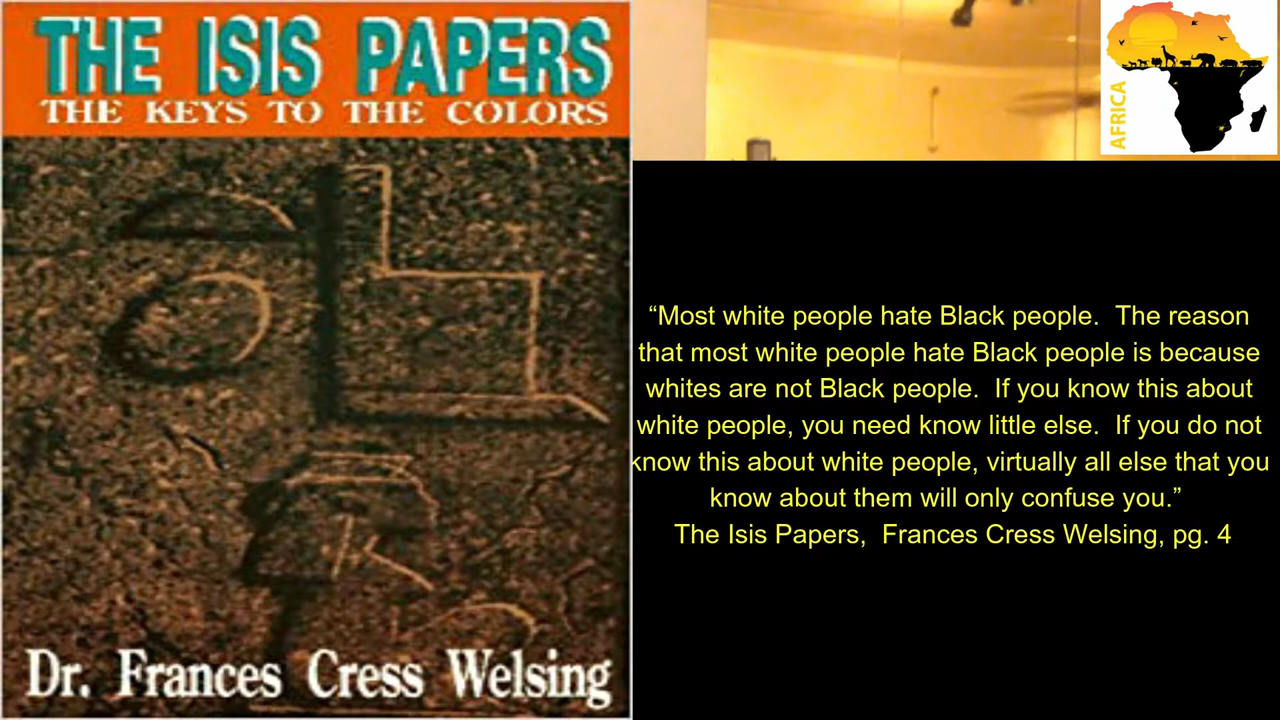 THE ISIS PAPERS
THE KEYS TO THE COLORS
Dr. Frances Cress Welsing
AFRICA
“Most white people hate Black people. The reason
that most white people hate Black people is because
whites are not Black people. If you know this about
white people, you need know little else. If you do not
know this about white people, virtually all else that you
know about them will only confuse you.”
The Isis Papers, Frances Cress Welsing, pg. 4